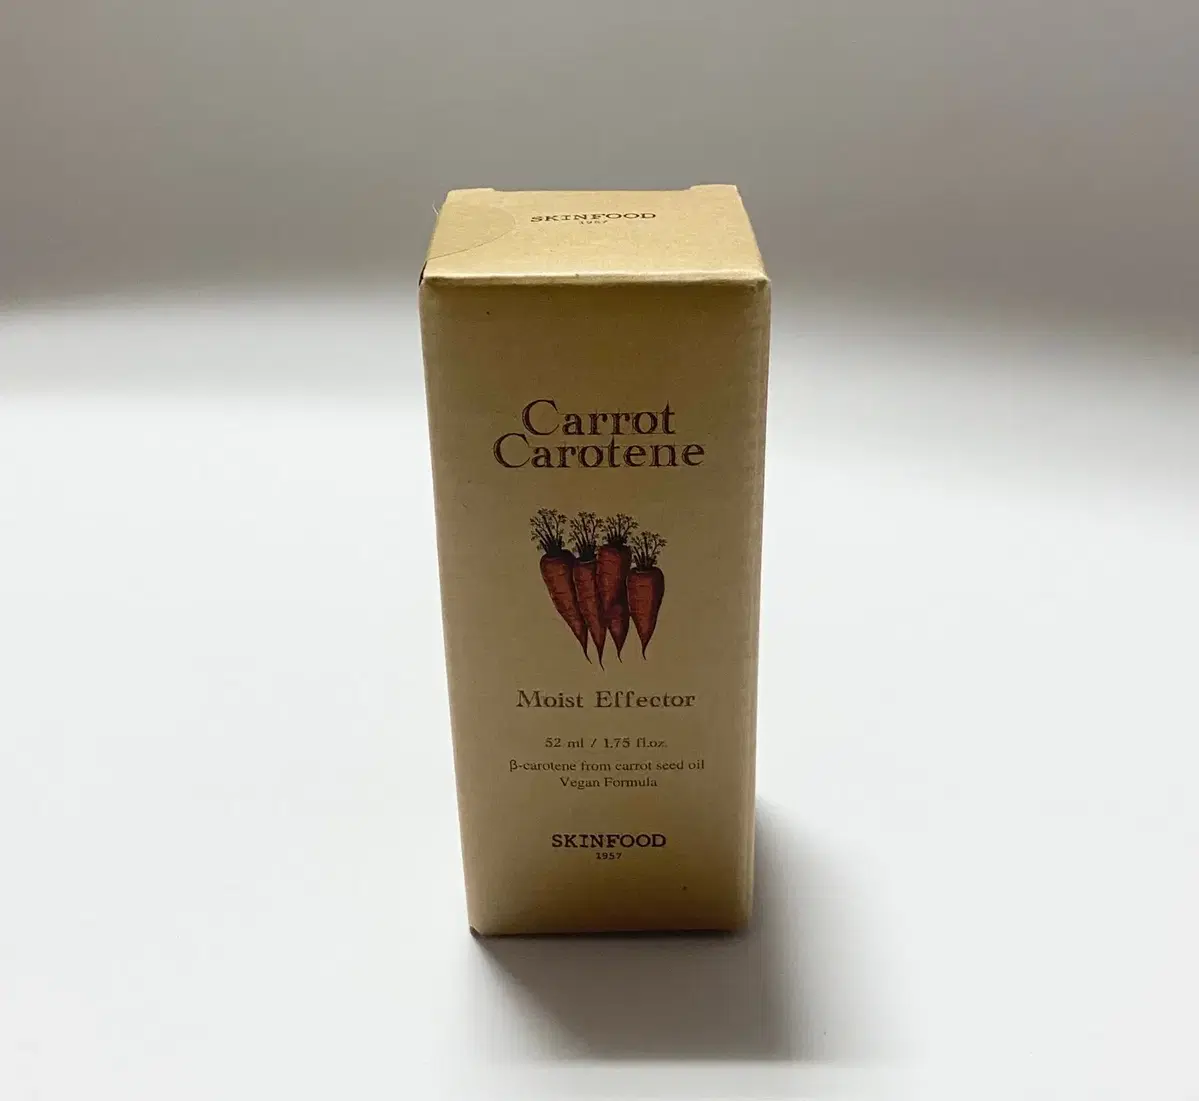 SKINFOOD
1957
Carrot
Carotene
Moist Effector
52 ml / 1.75 fl.oz.
β-carotene from carrot seed oil
Vegan Formula
SKINFOOD
1957